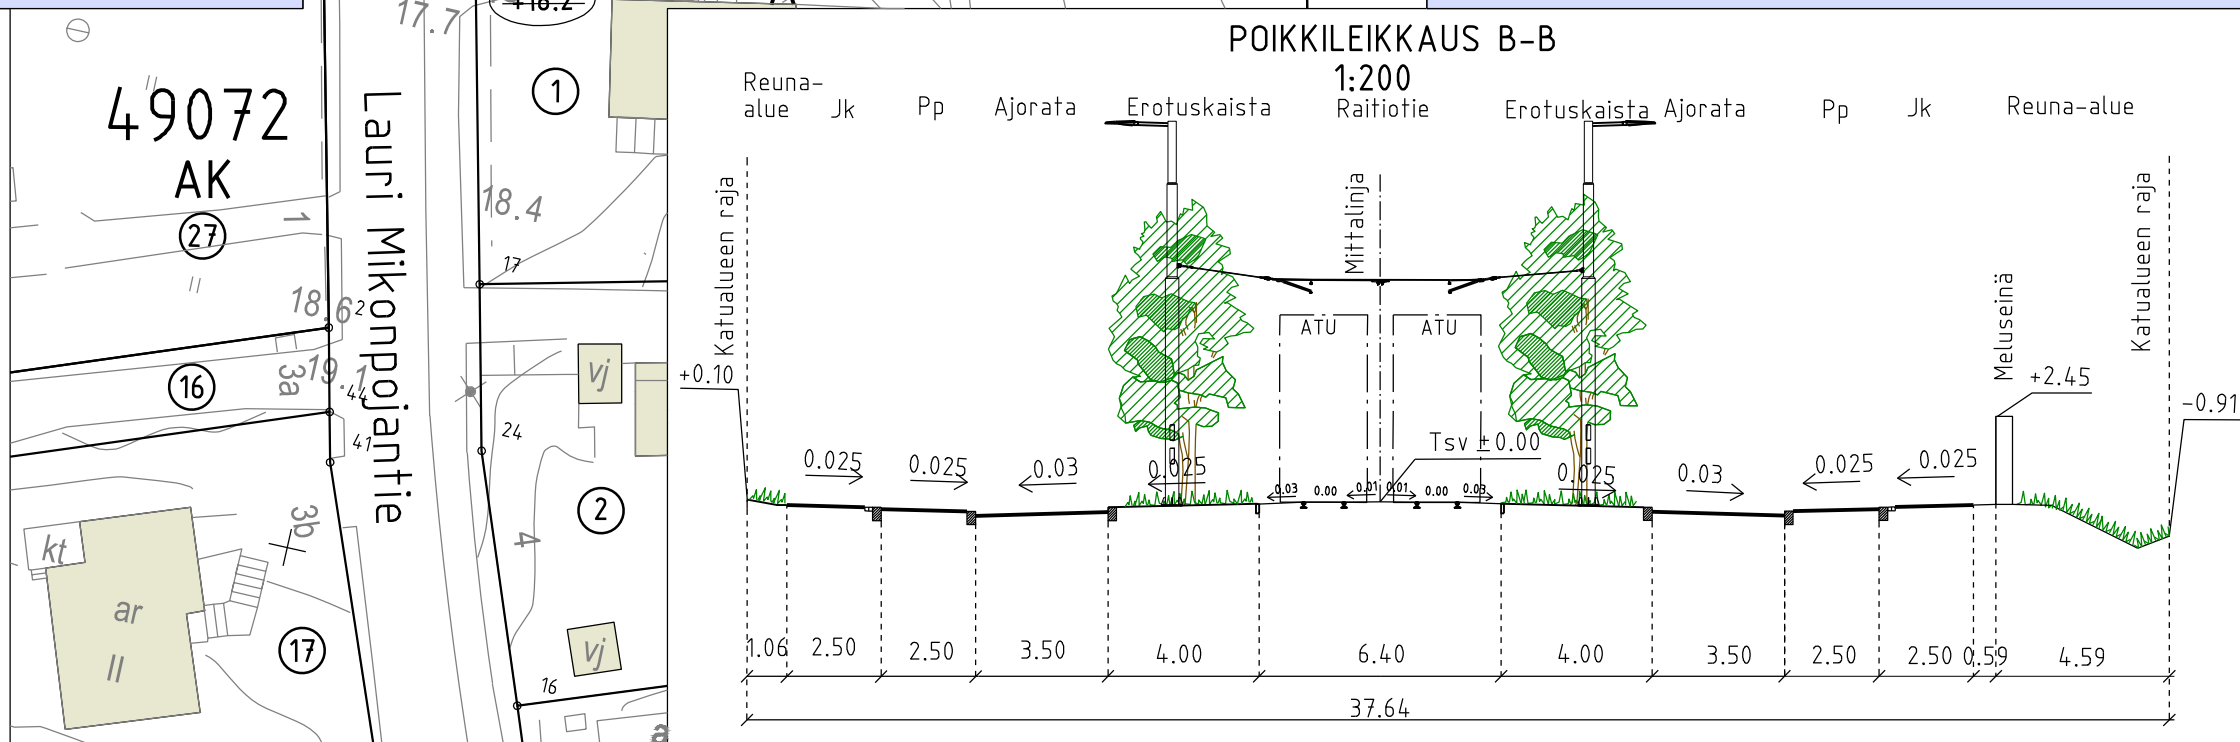 17.7
+18.2
49072
AK
27
1
Lauri Mikonpojantie
1
18.4
17
18.6
2
19.1
3a
16
44
41
24
vj
2
3b
4
kt
ar
ll
17
vj
16
a
POIKKILEIKKAUS B-B
1:200
Reuna-
alue Jk Pp Ajorata Erotuskaista Raitiotie Erotuskaista Ajorata Pp Jk Reuna-alue
Katualueen raja
Mittalinja
Meluseinä
Katualueen raja
ATU ATU
+0.10
+2.45
-0.91
Tsv ±0.00
0.025 0.025 0.03 0.025 0.025 0.03 0.025 0.025
0.03 0.00 0.01 0.01 0.00 0.03
1.06 2.50 2.50 3.50 4.00 6.40 4.00 3.50 2.50 2.50 0.59 4.59
37.64